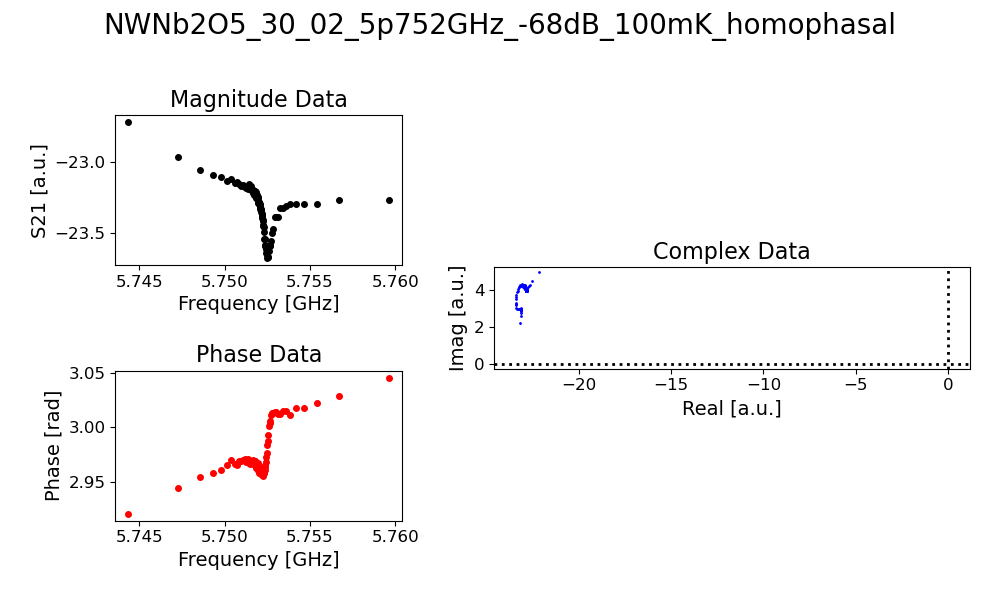 NWNb2O5_30_02_5p752GHz_-68dB_100mK_homophasal
Magnitude Data
S21 [a.u.]
−23.0
−23.5
5.745 5.750 5.755 5.760
Frequency [GHz]
Phase Data
Phase [rad]
3.05
3.00
2.95
5.745 5.750 5.755 5.760
Frequency [GHz]
Complex Data
Imag [a.u.]
4
2
0
−20 −15 −10 −5 0
Real [a.u.]